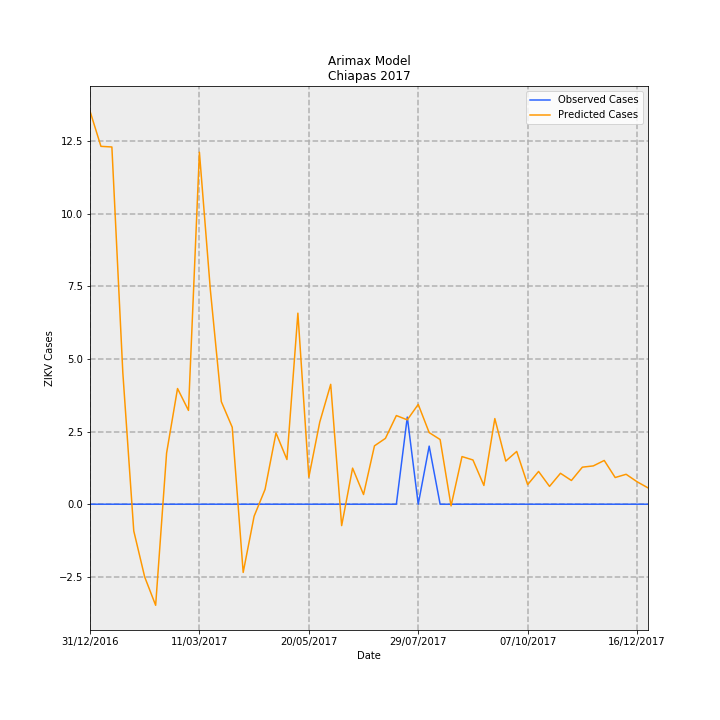 Arimax Model
Chiapas 2017
Observed Cases
Predicted Cases
12.5
10.0
7.5
5.0
2.5
0.0
−2.5
ZIKV Cases
31/12/2016 11/03/2017 20/05/2017 29/07/2017 07/10/2017 16/12/2017
Date